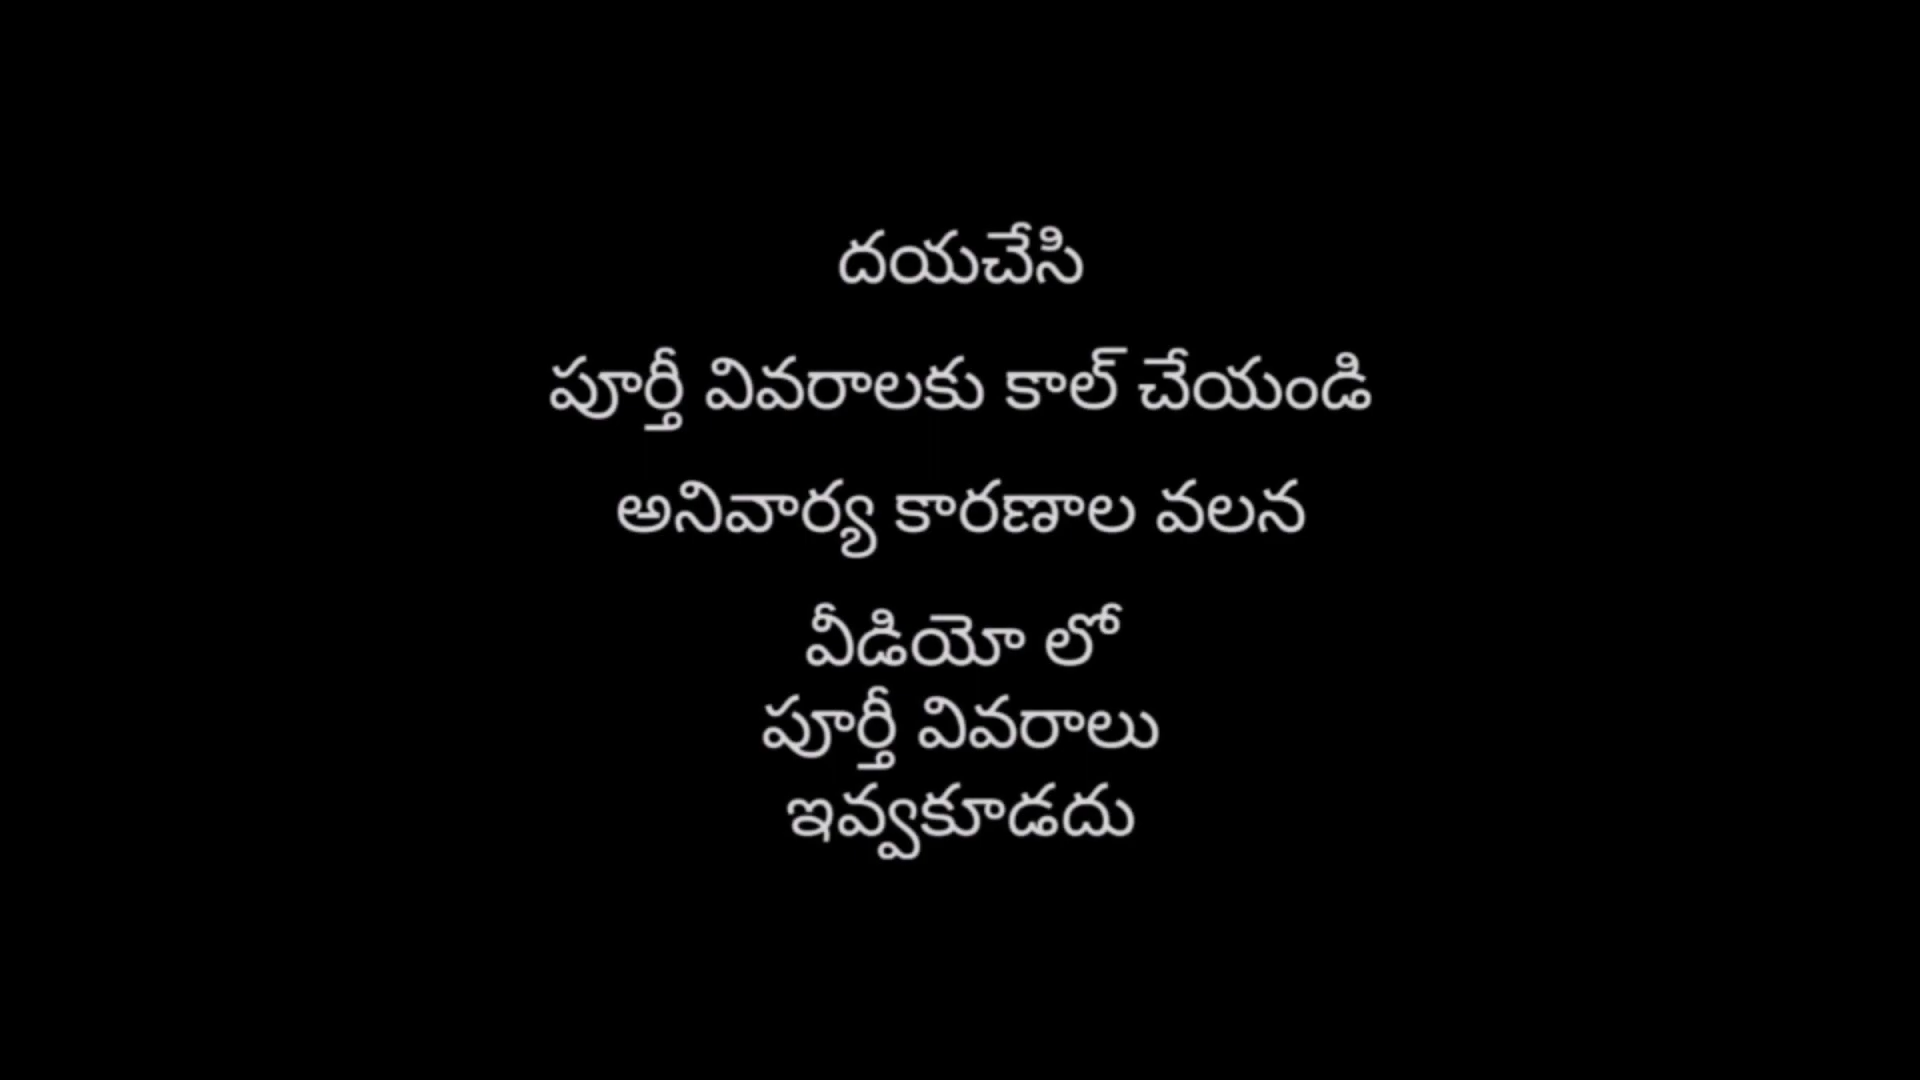 దయచేసి
పూర్తీ వివరాలకు కాల్ చేయండి
అనివార్య కారణాల వలన
వీడియో లో
పూర్తీ వివరాలు
ఇవ్వకూడదు